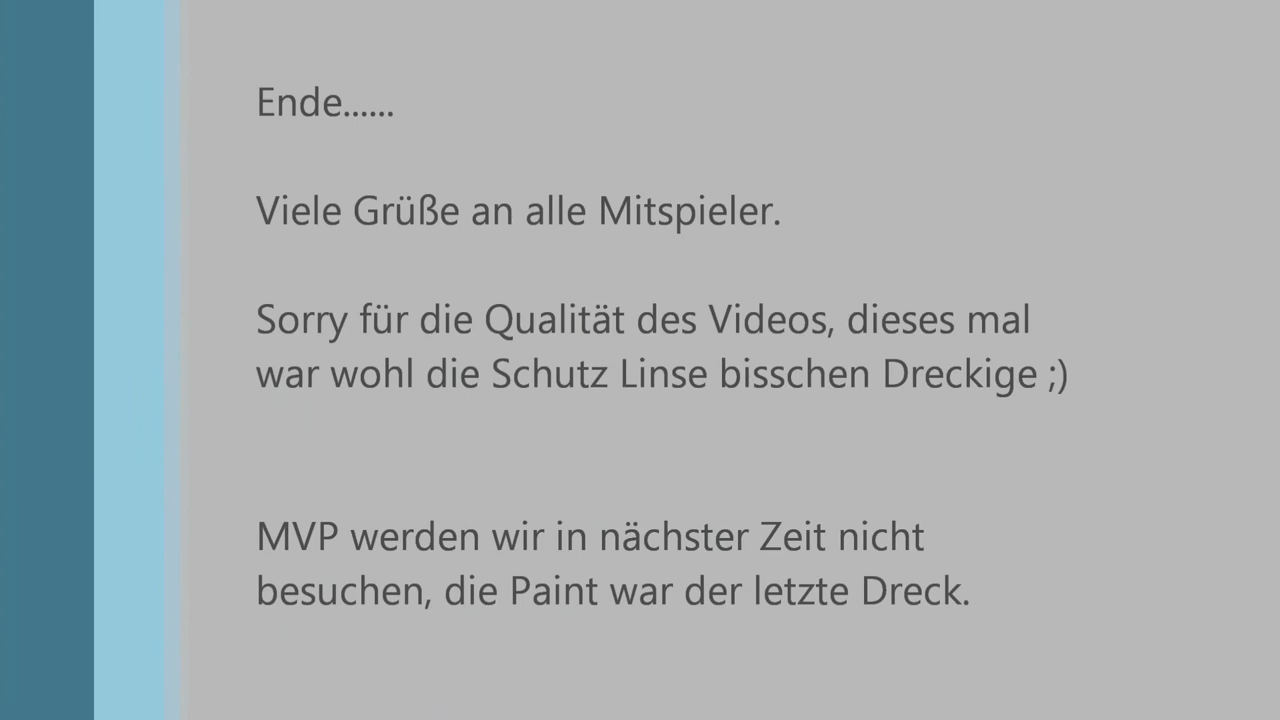 Ende......
Viele Grüße an alle Mitspieler.
Sorry für die Qualität des Videos, dieses mal
war wohl die Schutz Linse bisschen Dreckige ;)
MVP werden wir in nächster Zeit nicht
besuchen, die Paint war der letzte Dreck.